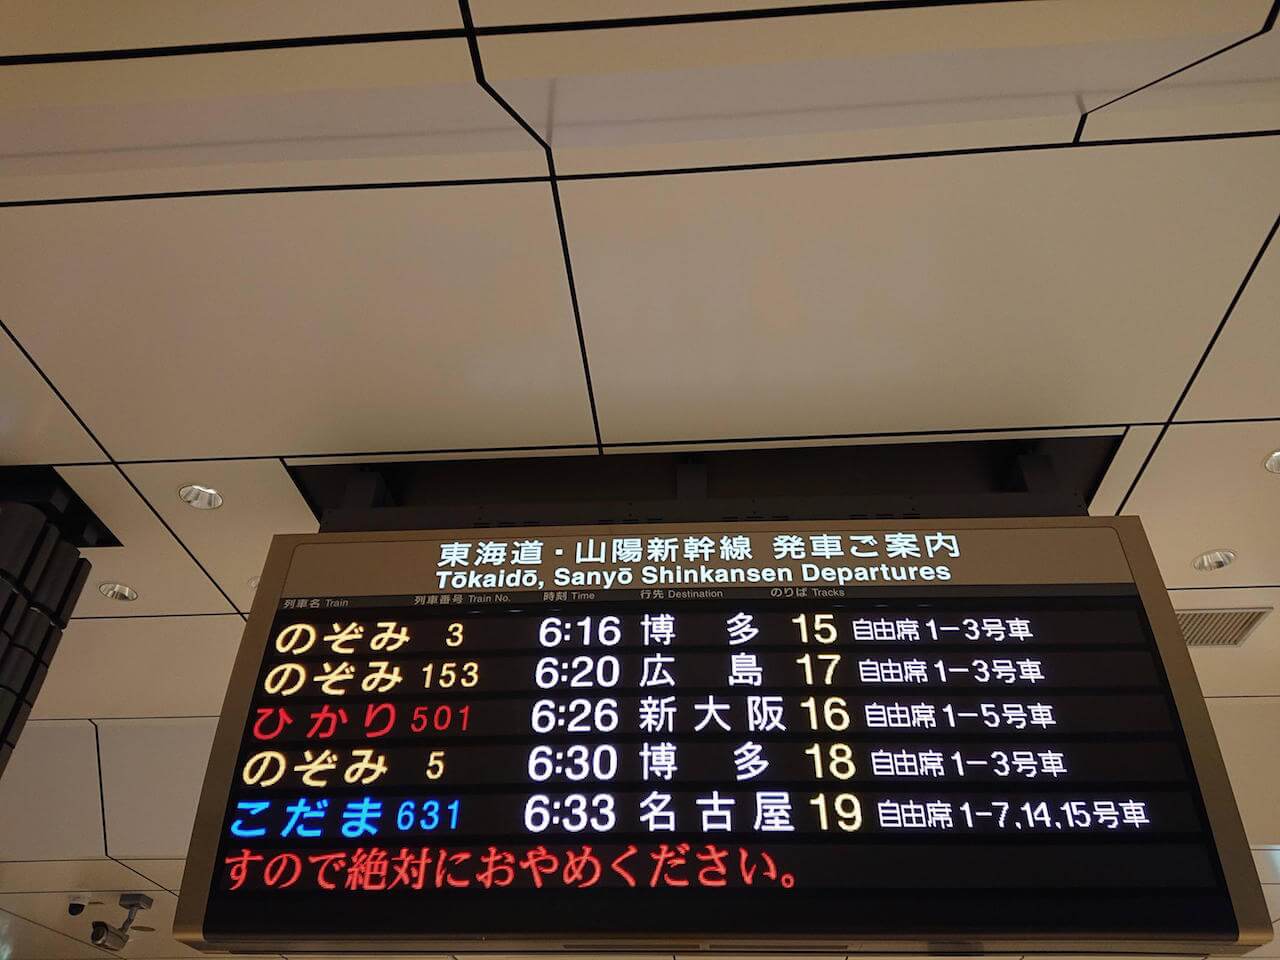 東海道・山陽新幹線 発車ご案内
Tōkaidō, Sanyō Shinkansen Departures
列車名 Train 列車番号 Train No. 時刻 Time 行先 Destination のりば Tracks
のぞみ 3 6:16 博多 15 自由席1-3号車
のぞみ 153 6:20 広島 17 自由席1-3号車
ひかり 501 6:26 新大阪 16 自由席1-5号車
のぞみ 5 6:30 博多 18 自由席1-3号車
こだま 631 6:33 名古屋 19 自由席1-7,14,15号車
すので絶対におやめください。